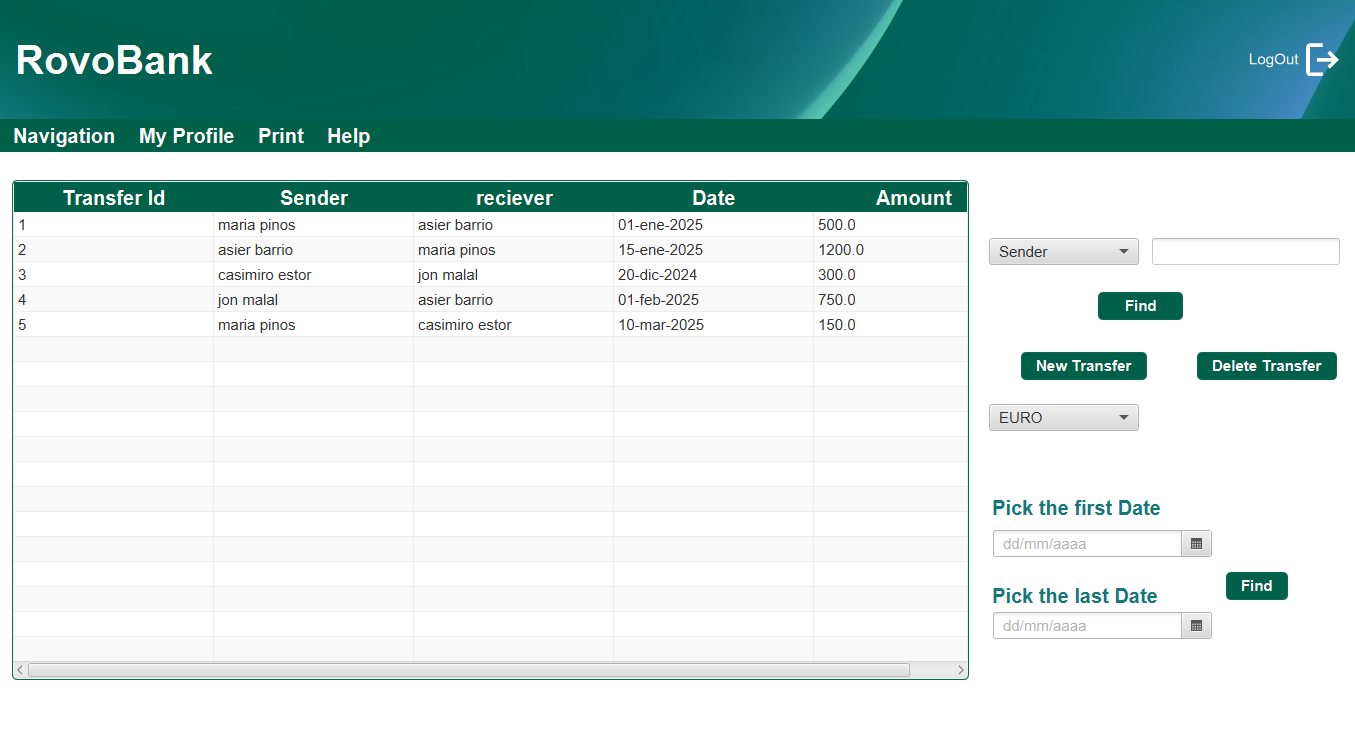 RovoBank
LogOut
Navigation My Profile Print Help
Transfer Id Sender reciever Date Amount
1 maria pinos asier barrio 01-ene-2025 500.0
2 asier barrio maria pinos 15-ene-2025 1200.0
3 casimiro estor jon malal 20-dic-2024 300.0
4 jon malal asier barrio 01-feb-2025 750.0
5 maria pinos casimiro estor 10-mar-2025 150.0
Sender
Find
New Transfer Delete Transfer
EURO
Pick the first Date
dd/mm/aaaa
Find
Pick the last Date
dd/mm/aaaa